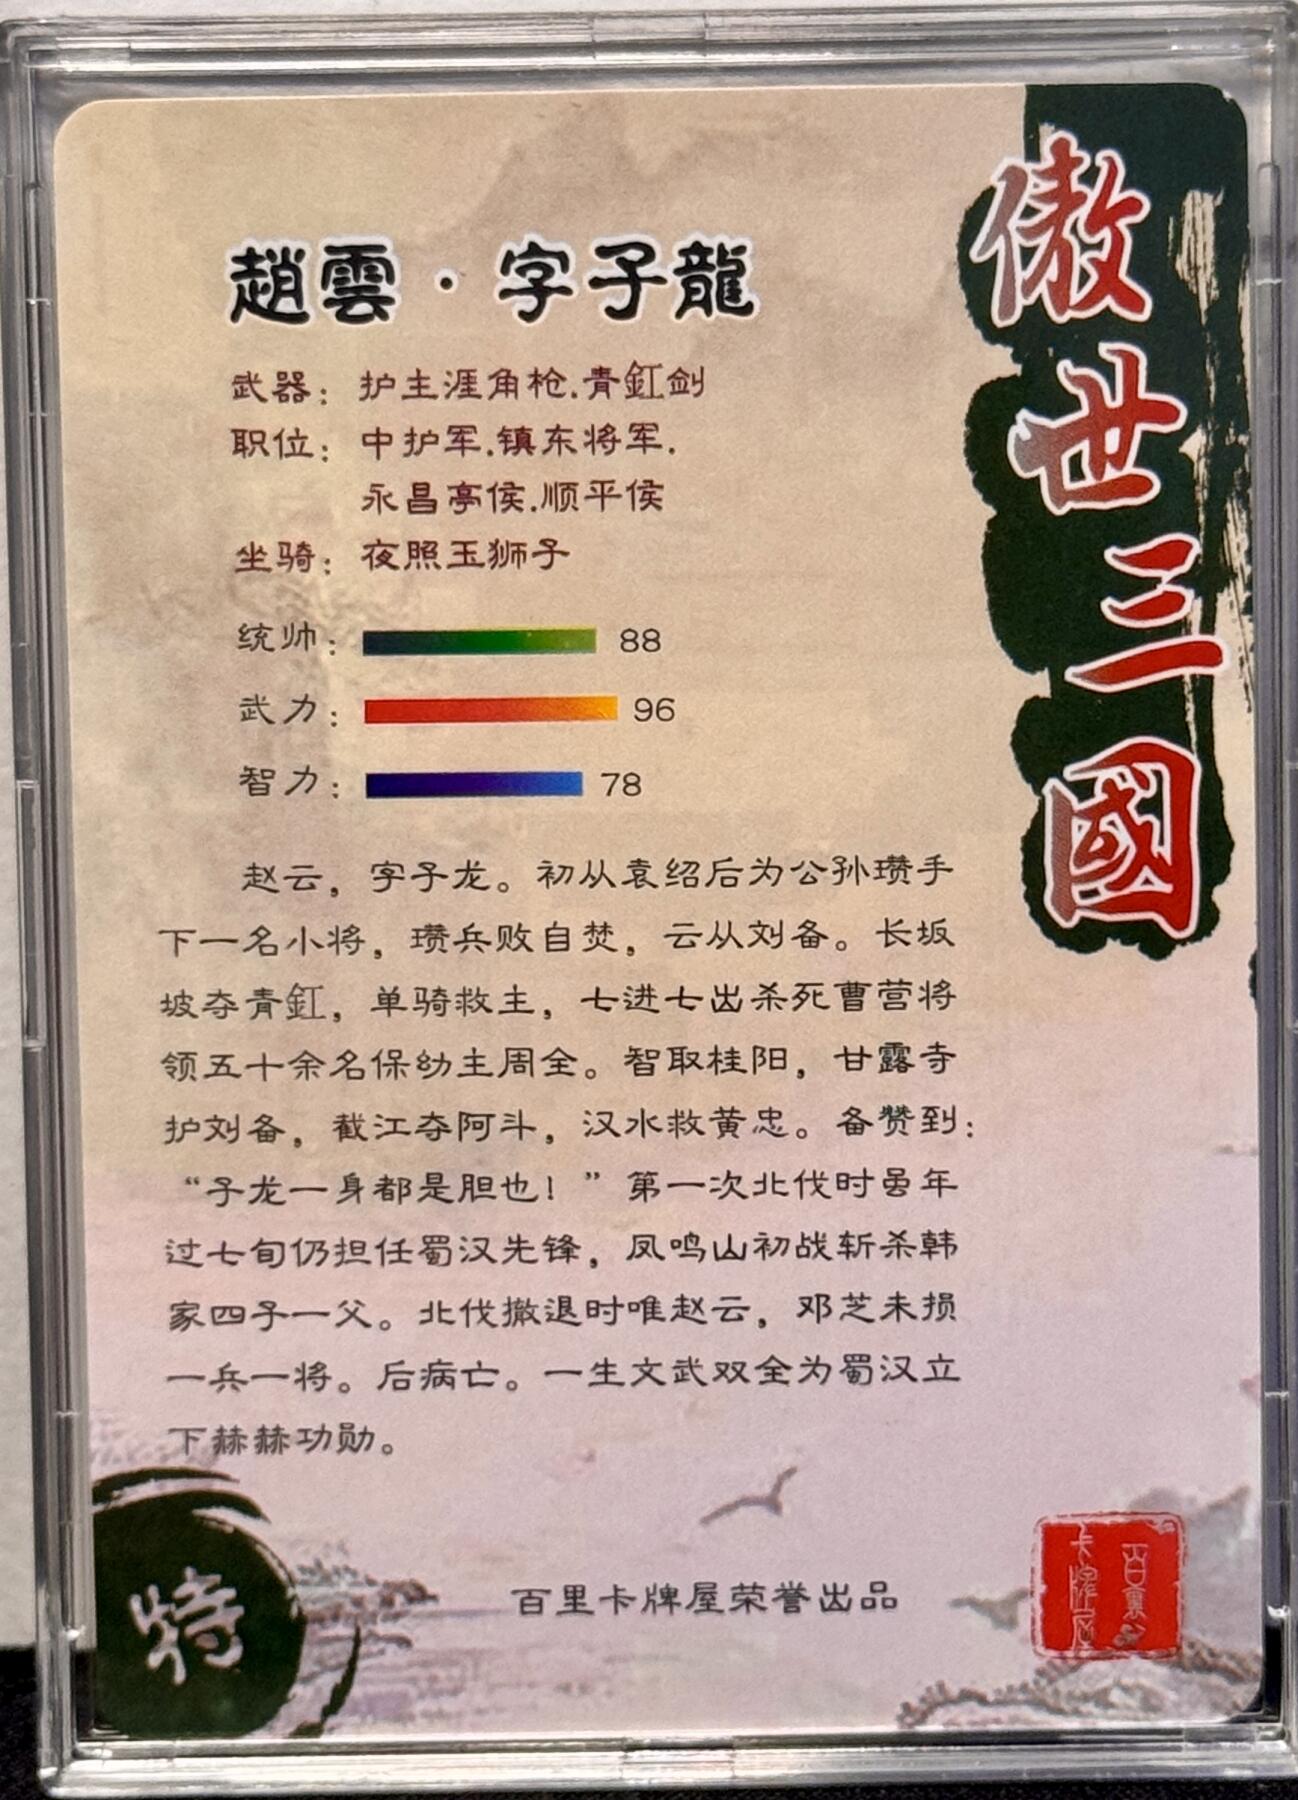 傲世三國
趙雲·字子龍
武器：护主涯角枪.青釭剑
职位：中护军.镇东将军.
永昌亭侯.顺平侯
坐骑：夜照玉狮子
统帅：88
武力：96
智力：78
赵云，字子龙。初从袁绍后为公孙瓒手
下一名小将，瓒兵败自焚，云从刘备。长坂
坡夺青釭，单骑救主，七进七出杀死曹营将
领五十余名保幼主周全。智取桂阳，甘露寺
护刘备，截江夺阿斗，汉水救黄忠。备赞到：
“子龙一身都是胆也！”第一次北伐时虽年
过七旬仍担任蜀汉先锋，凤鸣山初战斩杀韩
家四子一父。北伐撤退时唯赵云，邓芝未损
一兵一将。后病亡。一生文武双全为蜀汉立
下赫赫功勋。
特
百里卡牌屋荣誉出品
百里
卡牌屋